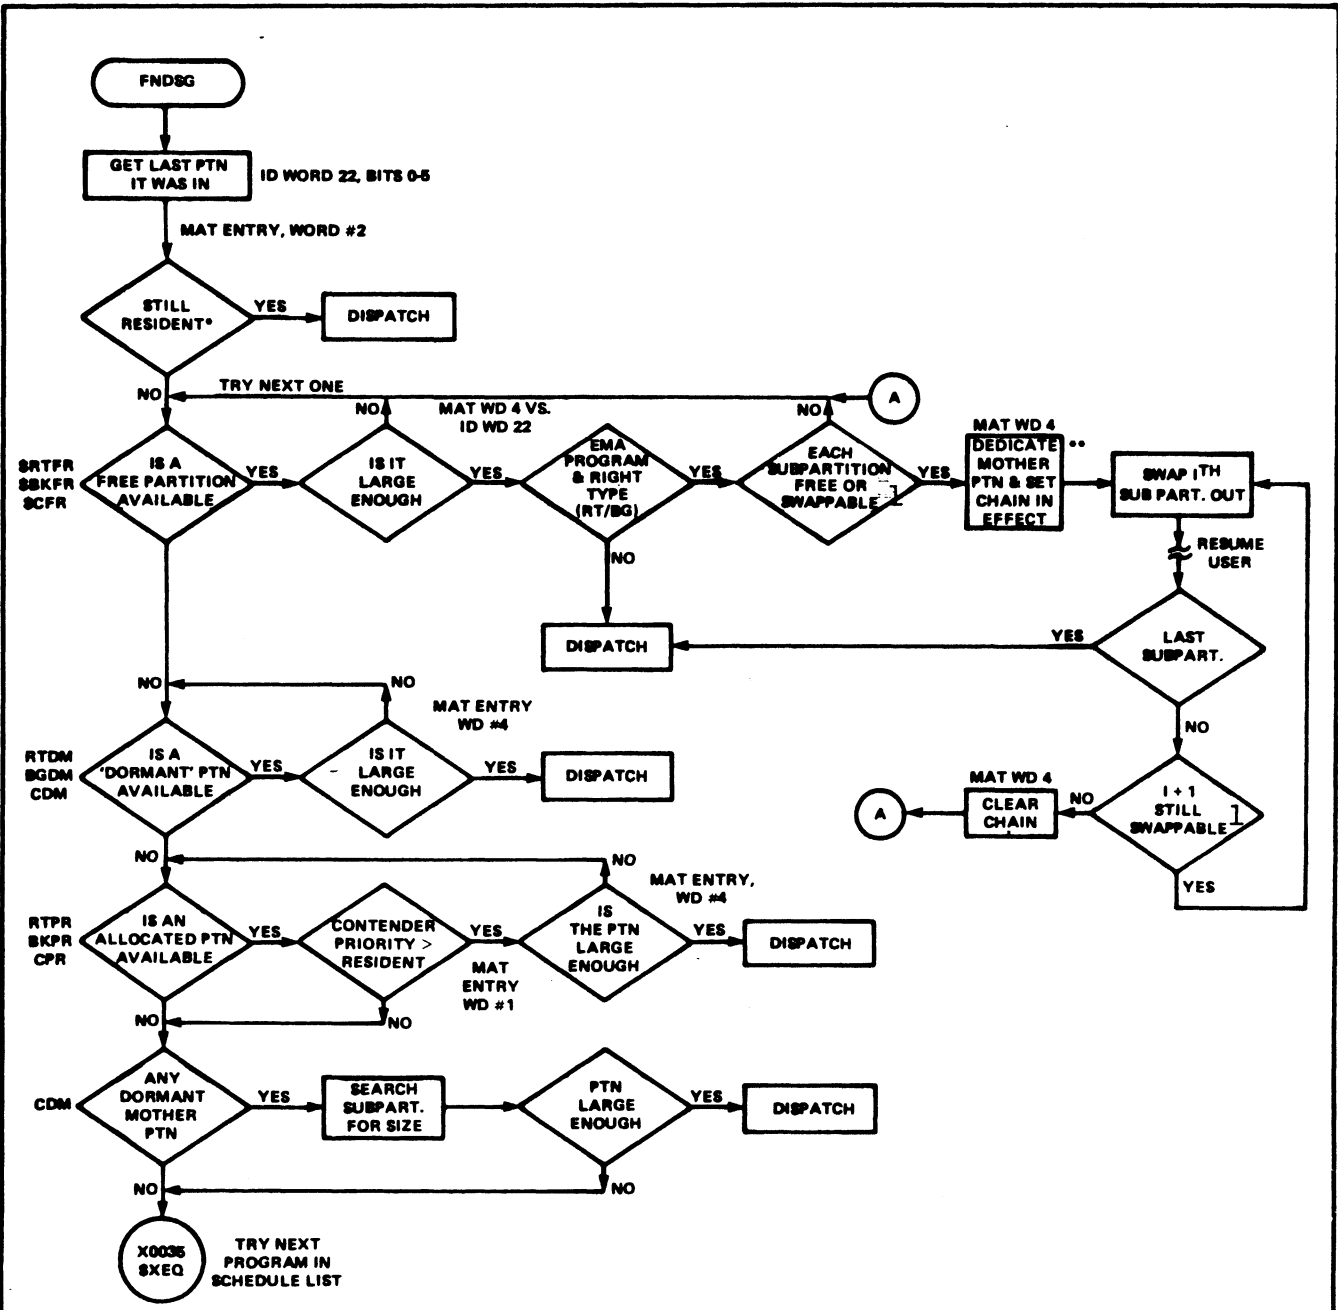 FNDSG
GET LAST PTN
IT WAS IN
ID WORD 22, BITS 0-5
MAT ENTRY, WORD #2
STILL
RESIDENT*
YES
DISPATCH
NO
TRY NEXT ONE
NO
MAT WD 4 VS.
ID WD 22
NO
A
$RTFR
$BKFR
$CFR
IS A
FREE PARTITION
AVAILABLE
YES
IS IT
LARGE
ENOUGH
YES
EMA
PROGRAM
& RIGHT
TYPE
(RT/BG)
YES
EACH
SUBPARTITION
FREE OR
SWAPPABLE 1
YES
MAT WD 4
DEDICATE **
MOTHER
PTN & SET
CHAIN IN
EFFECT
SWAP ITH
SUB PART. OUT
RESUME
USER
NO
DISPATCH
YES
LAST
SUBPART.
NO
NO
NO
MAT ENTRY
WD #4
RTDM
BGDM
CDM
IS A
'DORMANT' PTN
AVAILABLE
YES
IS IT
LARGE
ENOUGH
YES
DISPATCH
A
MAT WD 4
CLEAR
CHAIN
NO
I + 1
STILL
SWAPPABLE 1
YES
NO
NO
MAT ENTRY,
WD #4
RTPR
BKPR
CPR
IS AN
ALLOCATED PTN
AVAILABLE
YES
CONTENDER
PRIORITY >
RESIDENT
YES
MAT
ENTRY
WD #1
IS
THE PTN
LARGE
ENOUGH
YES
DISPATCH
NO
NO
CDM
ANY
DORMANT
MOTHER
PTN
YES
SEARCH
SUBPART.
FOR SIZE
PTN
LARGE
ENOUGH
YES
DISPATCH
NO
NO
X0035
$XEQ
TRY NEXT
PROGRAM IN
SCHEDULE LIST